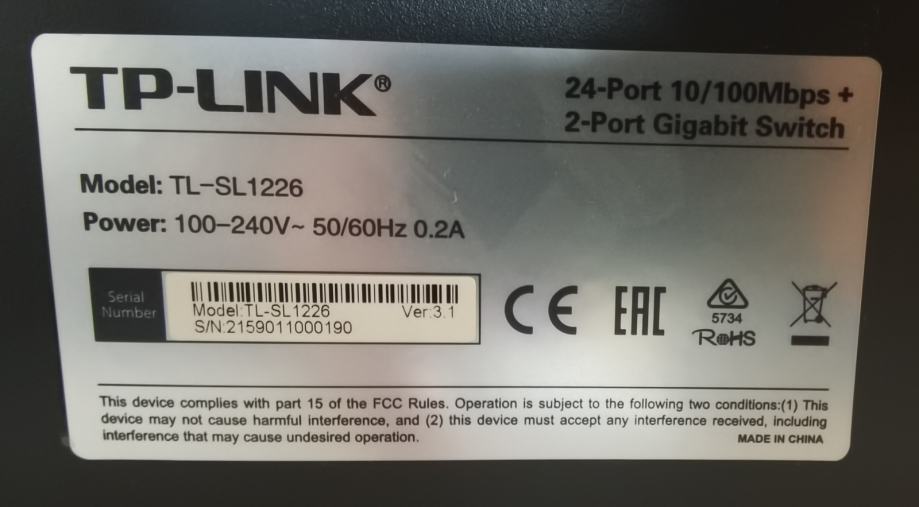 TP-LINK®
24-Port 10/100Mbps +
2-Port Gigabit Switch
Model: TL-SL1226
Power: 100-240V~ 50/60Hz 0.2A
Serial
Number
Model:TL-SL1226 Ver:3.1
S/N:2159011000190
CE
EAC
5734
RoHS
This device complies with part 15 of the FCC Rules. Operation is subject to the following two conditions:(1) This
device may not cause harmful interference, and (2) this device must accept any interference received, including
interference that may cause undesired operation.
MADE IN CHINA